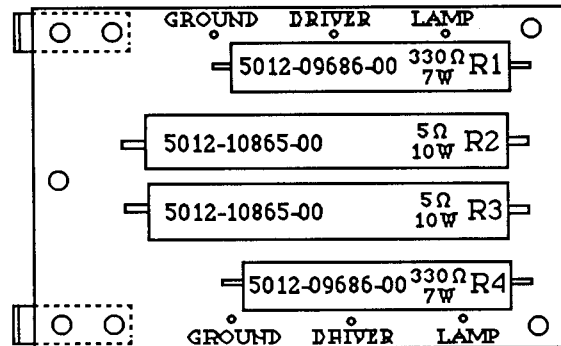 GROUND DRIVER LAMP
5012-09686-00 330Ω 7W R1
5012-10865-00 5Ω 10W R2
5012-10865-00 5Ω 10W R3
5012-09686-00 330Ω 7W R4
GROUND DRIVER LAMP